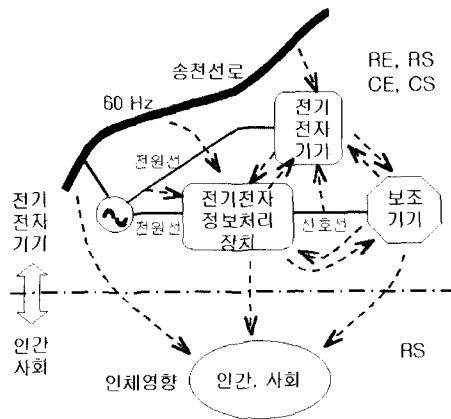 송천선로
RE, RS
CE, CS
60 Hz
전기
전자
기기
전원선
전기
전자
기기
전원선
전기전자
정보처리
장치
신호선
보조
기기
인간
사회
RS
인체영향
인간, 사회